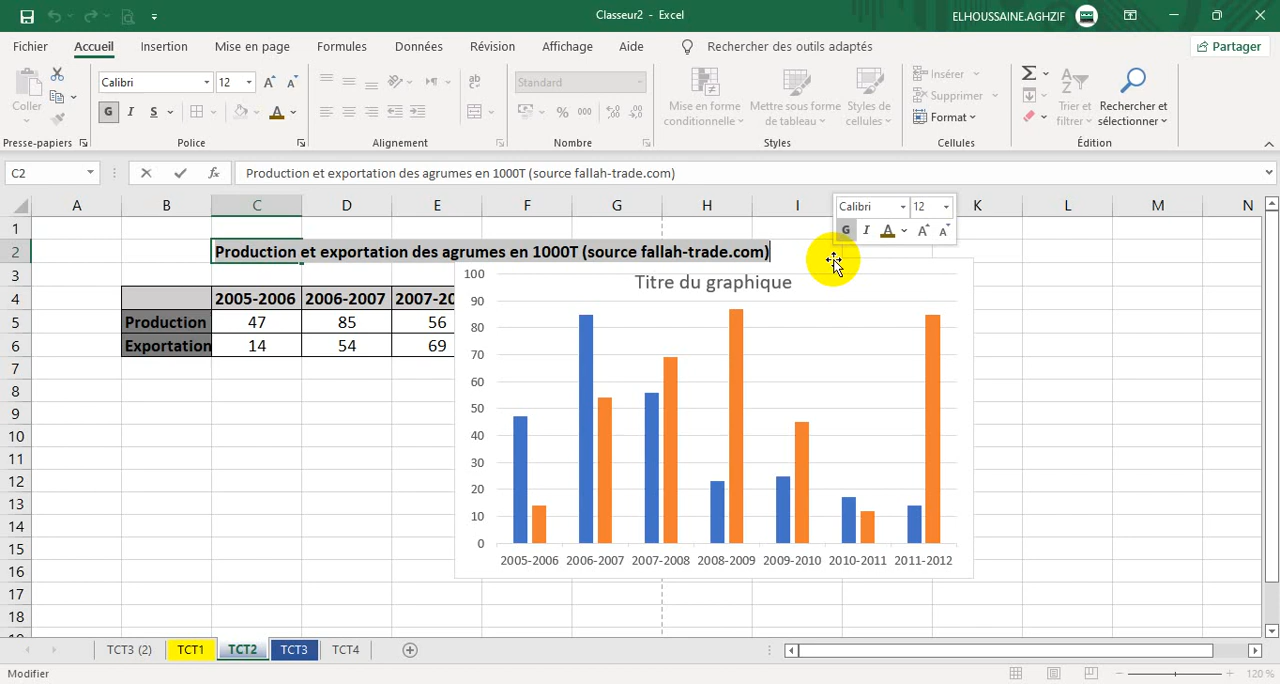 Classeur2 - Excel
ELHOUSSAINE.AGHZIF
Fichier Accueil Insertion Mise en page Formules Données Révision Affichage Aide Rechercher des outils adaptés Partager
Coller
Calibri 12
G I S A
ab
Standard
% 000
Mise en forme conditionnelle
Mettre sous forme de tableau
Styles de cellules
Insérer
Supprimer
Format
Trier et filtrer
Rechercher et sélectionner
Presse-papiers Police Alignement Nombre Styles Cellules Édition
C2 fx Production et exportation des agrumes en 1000T (source fallah-trade.com)
A B C D E F G H I K L M N
Calibri 12
G I A A A
1
2 Production et exportation des agrumes en 1000T (source fallah-trade.com)
3
4 2005-2006 2006-2007 2007-20
5 Production 47 85 56
6 Exportation 14 54 69
7
8
9
10
11
12
13
14
15
16
17
18
Titre du graphique
100
90
80
70
60
50
40
30
20
10
0
2005-2006 2006-2007 2007-2008 2008-2009 2009-2010 2010-2011 2011-2012
TCT3 (2) TCT1 TCT2 TCT3 TCT4
Modifier
120 %